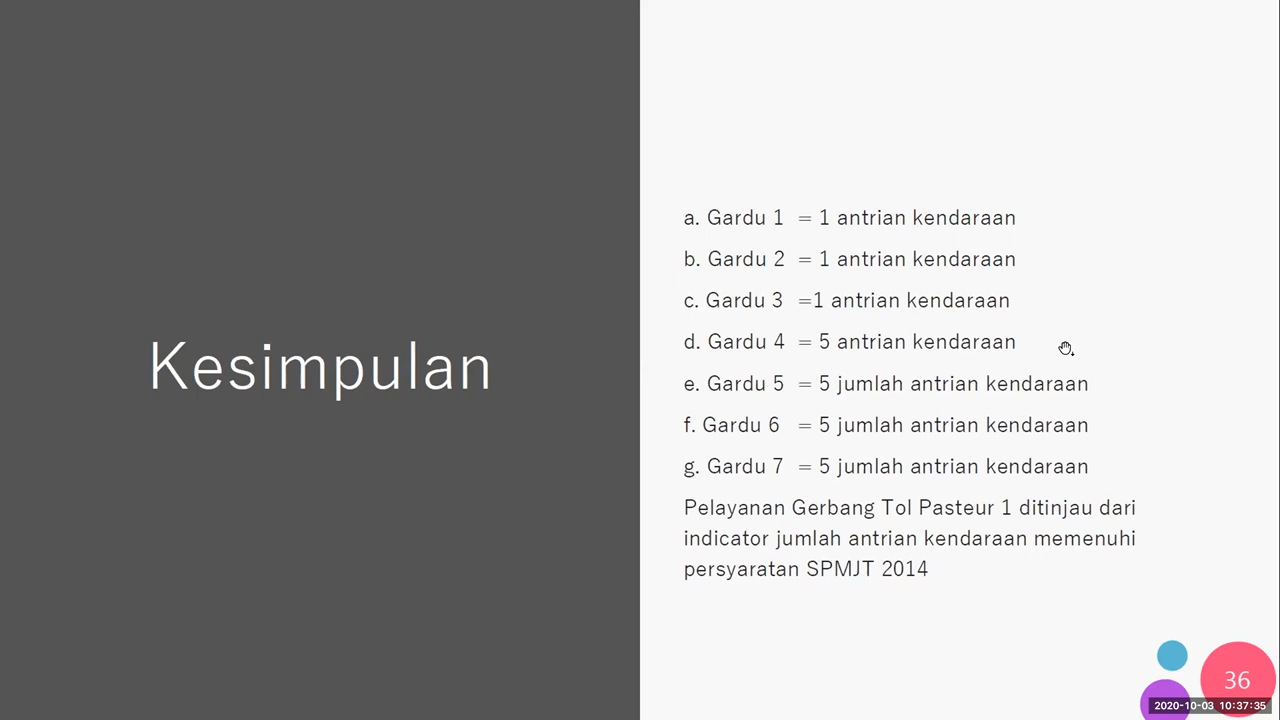 Kesimpulan
a. Gardu 1 = 1 antrian kendaraan
b. Gardu 2 = 1 antrian kendaraan
c. Gardu 3 =1 antrian kendaraan
d. Gardu 4 = 5 antrian kendaraan
e. Gardu 5 = 5 jumlah antrian kendaraan
f. Gardu 6 = 5 jumlah antrian kendaraan
g. Gardu 7 = 5 jumlah antrian kendaraan
Pelayanan Gerbang Tol Pasteur 1 ditinjau dari
indicator jumlah antrian kendaraan memenuhi
persyaratan SPMJT 2014
36
2020-10-03 10:37:35